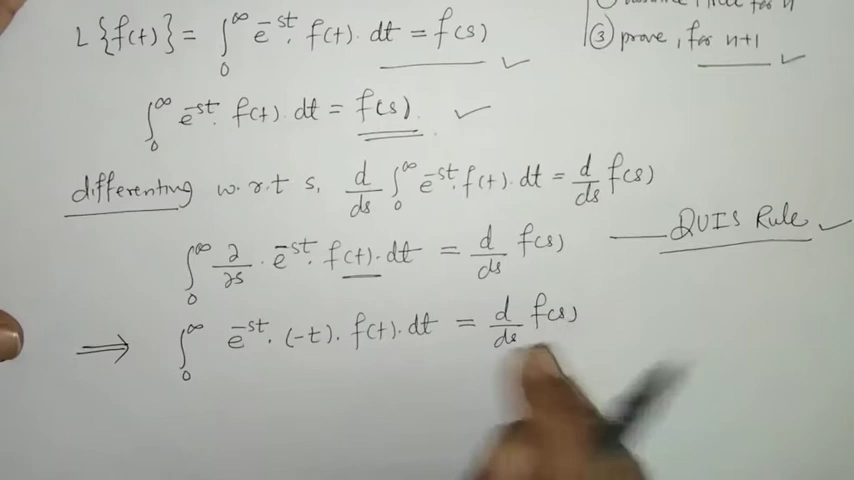 L{f(t)} = ∫₀^∞ e^-st. f(t). dt = f(s) ✓
for n
③ prove, for n+1 ✓
∫₀^∞ e^-st. f(t). dt = f(s). ✓
differenting w.r.t s, d/ds ∫₀^∞ e^-st. f(t). dt = d/ds f(s)
∫₀^∞ ∂/∂s . e^-st. f(t). dt = d/ds f(s) —— DUIS Rule ✓
⟹ ∫₀^∞ e^-st. (-t). f(t). dt = d/ds f(s)